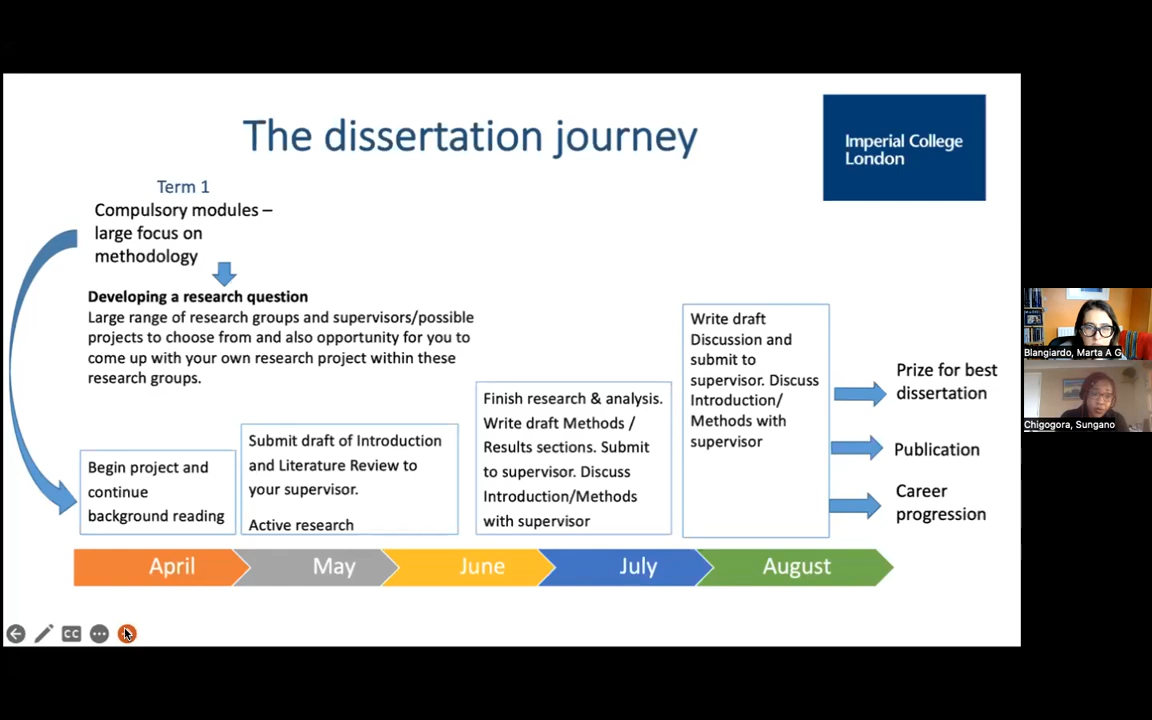 The dissertation journey
Imperial College
London
Term 1
Compulsory modules –
large focus on
methodology
Developing a research question
Large range of research groups and supervisors/possible
projects to choose from and also opportunity for you to
come up with your own research project within these
research groups.
Begin project and
continue
background reading
Submit draft of Introduction
and Literature Review to
your supervisor.
Active research
Finish research & analysis.
Write draft Methods /
Results sections. Submit
to supervisor. Discuss
Introduction/Methods
with supervisor
Write draft
Discussion and
submit to
supervisor. Discuss
Introduction/
Methods with
supervisor
Prize for best
dissertation
Publication
Career
progression
April
May
June
July
August
CC
Blangiardo, Marta A G
Chigogora, Sungano